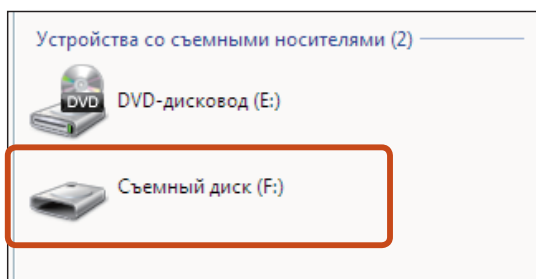 Устройства со съемными носителями (2)
DVD
DVD-дисковод (E:)
Съемный диск (F:)